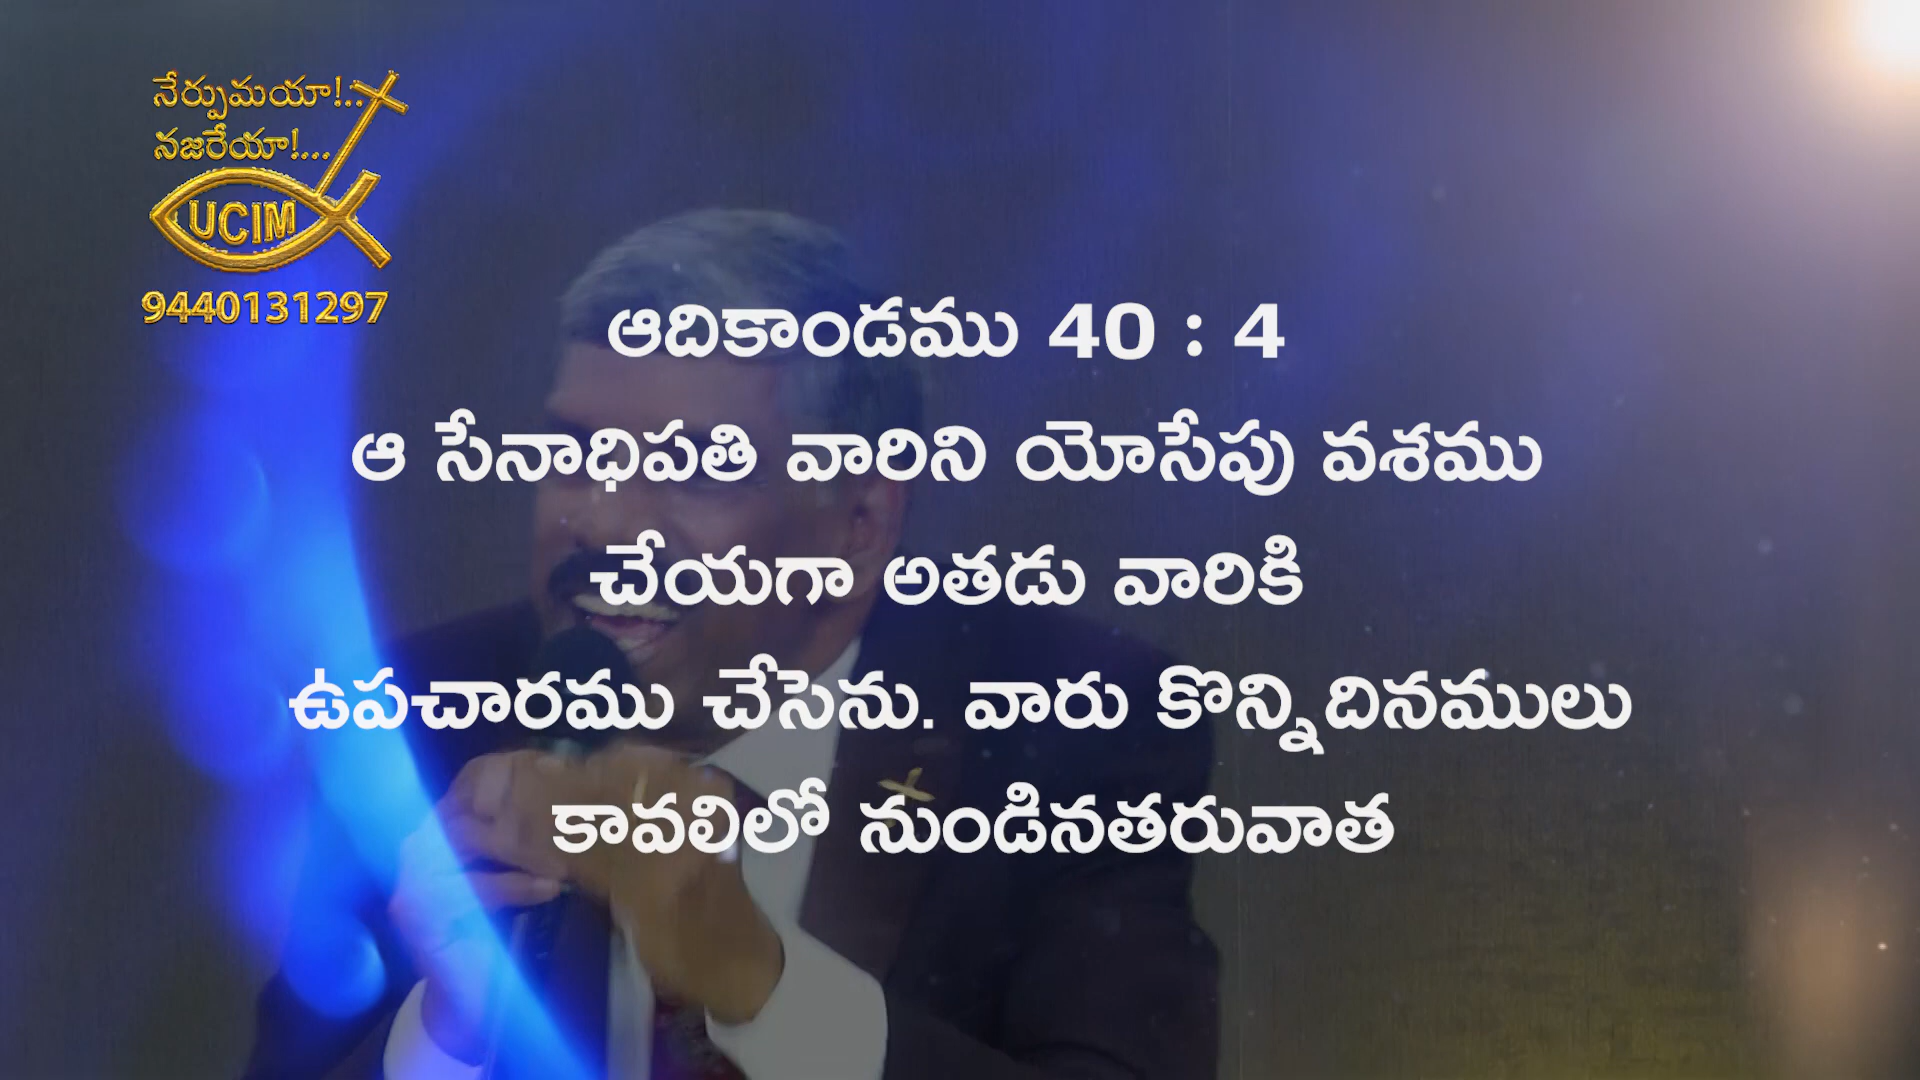 నేర్పుమయా!..
నజరేయా!...
UCIM
9440131297
ఆదికాండము 40 : 4
ఆ సేనాధిపతి వారిని యోసేపు వశము
చేయగా అతడు వారికి
ఉపచారము చేసెను. వారు కొన్నిదినములు
కావలిలో నుండినతరువాత